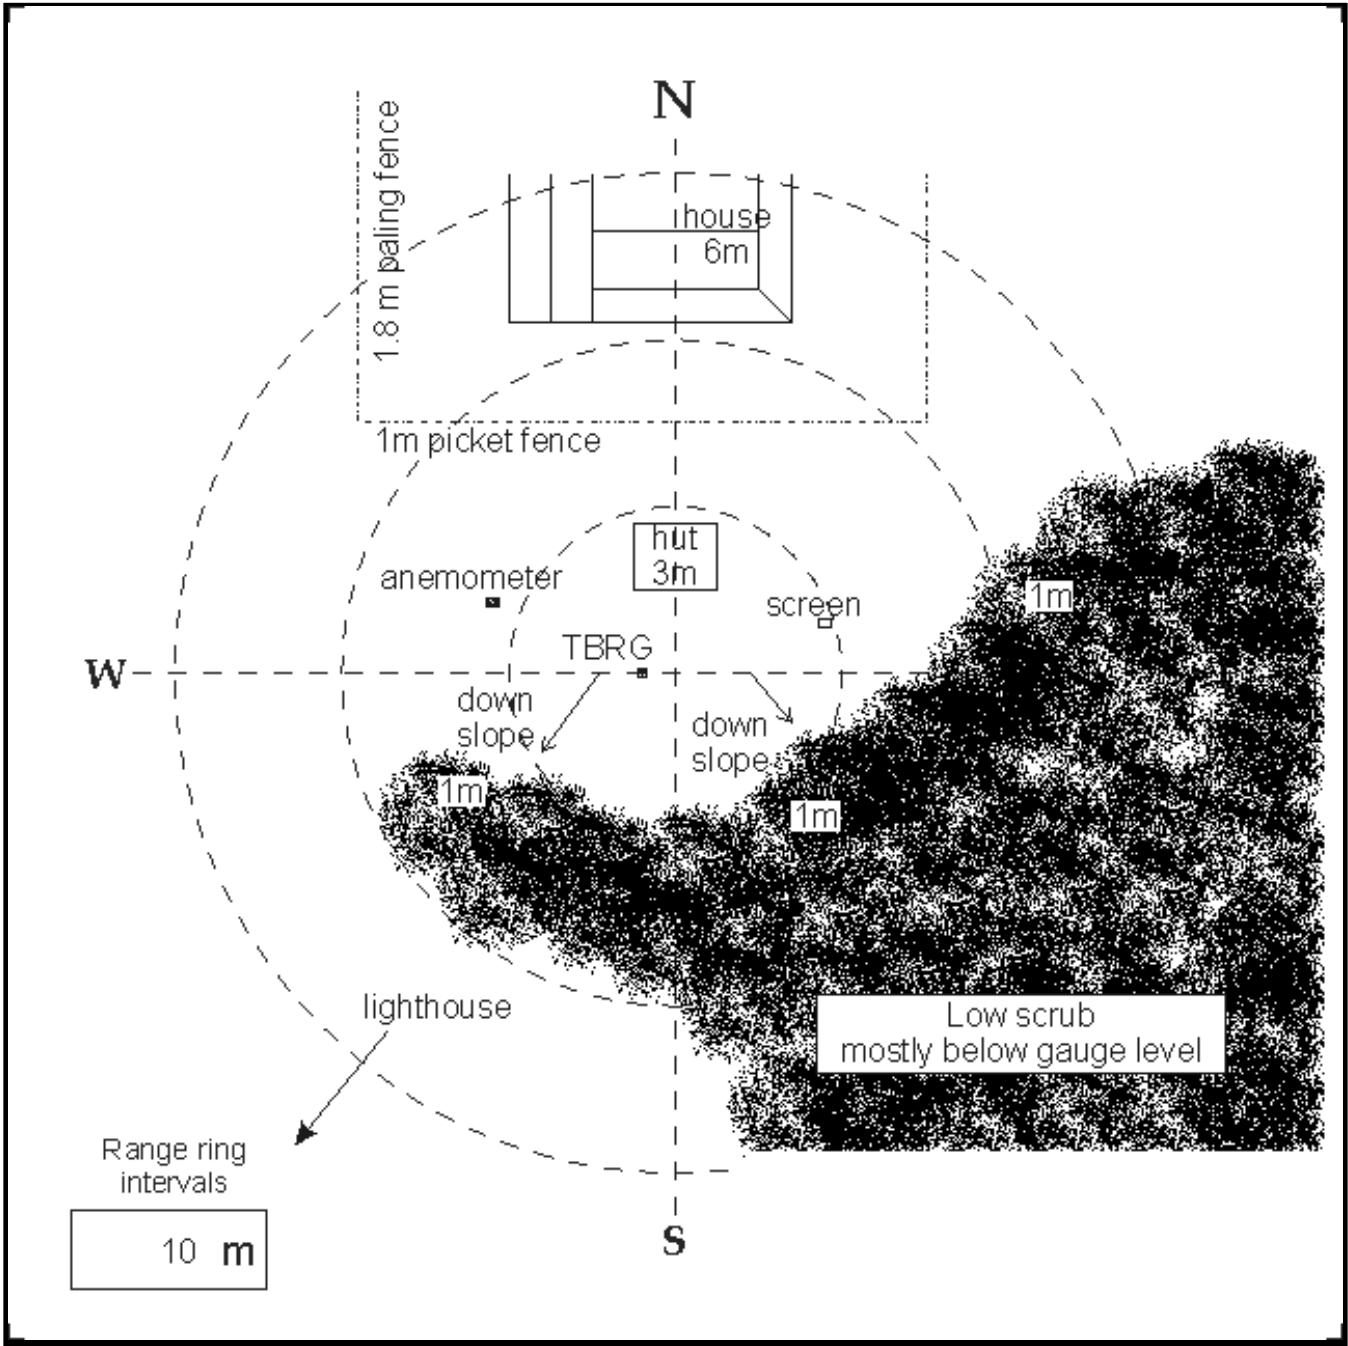 N
1.8 m paling fence
house
6m
1m picket fence
hut
3m
anemometer
screen
1m
TBRG
W
down
slope
down
slope
1m
1m
lighthouse
Low scrub
mostly below gauge level
Range ring
intervals
10 m
S